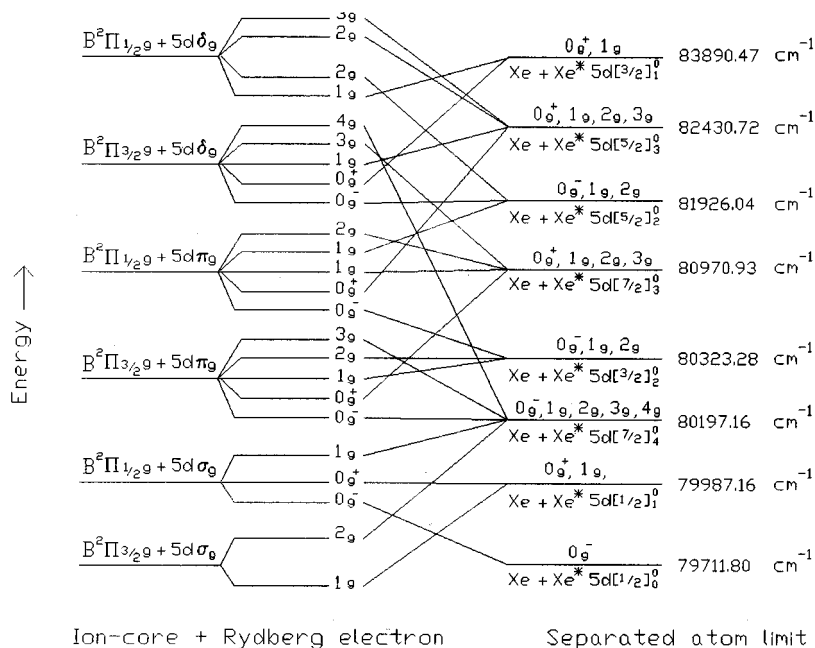 B²Π1/2g + 5dδg
3g
2g
2g
1g
B²Π3/2g + 5dδg
4g
3g
1g
0g⁺
0g⁻
B²Π1/2g + 5dπg
2g
1g
1g
0g⁺
0g⁻
B²Π3/2g + 5dπg
3g
2g
1g
0g⁺
0g⁻
B²Π1/2g + 5dσg
1g
0g⁺
0g⁻
B²Π3/2g + 5dσg
2g
1g
0g⁺, 1g
Xe + Xe* 5d[3/2]₁⁰
83890.47 cm⁻¹
0g⁺, 1g, 2g, 3g
Xe + Xe* 5d[5/2]₃⁰
82430.72 cm⁻¹
0g⁻, 1g, 2g
Xe + Xe* 5d[5/2]₂⁰
81926.04 cm⁻¹
0g⁺, 1g, 2g, 3g
Xe + Xe* 5d[7/2]₃⁰
80970.93 cm⁻¹
0g⁻, 1g, 2g
Xe + Xe* 5d[3/2]₂⁰
80323.28 cm⁻¹
0g⁻, 1g, 2g, 3g, 4g
Xe + Xe* 5d[7/2]₄⁰
80197.16 cm⁻¹
0g⁺, 1g,
Xe + Xe* 5d[1/2]₁⁰
79987.16 cm⁻¹
0g⁻
Xe + Xe* 5d[1/2]₀⁰
79711.80 cm⁻¹
Energy →
Ion-core + Rydberg electron
Separated atom limit